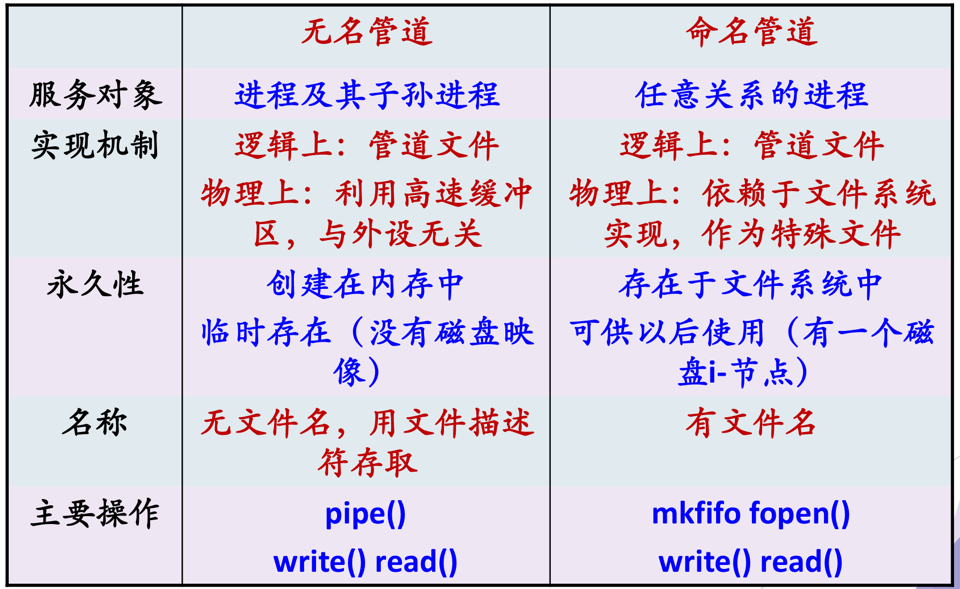 无名管道 命名管道
服务对象 进程及其子孙进程 任意关系的进程
实现机制 逻辑上：管道文件 逻辑上：管道文件
物理上：利用高速缓冲 物理上：依赖于文件系统
区，与外设无关 实现，作为特殊文件
永久性 创建在内存中 存在于文件系统中
临时存在（没有磁盘映 可供以后使用（有一个磁
像） 盘i-节点）
名称 无文件名，用文件描述 有文件名
符存取
主要操作 pipe() mkfifo fopen()
write() read() write() read()